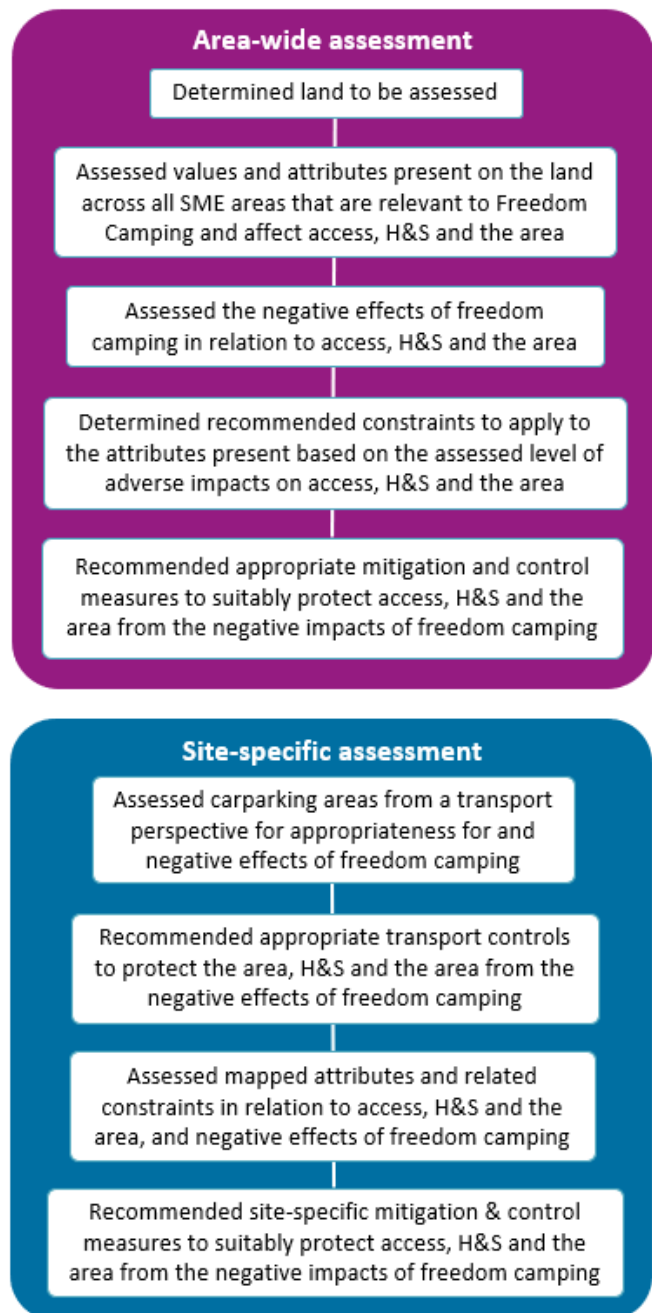 Area-wide assessment
Determined land to be assessed
Assessed values and attributes present on the land
across all SME areas that are relevant to Freedom
Camping and affect access, H&S and the area
Assessed the negative effects of freedom
camping in relation to access, H&S and the area
Determined recommended constraints to apply to
the attributes present based on the assessed level of
adverse impacts on access, H&S and the area
Recommended appropriate mitigation and control
measures to suitably protect access, H&S and the
area from the negative impacts of freedom camping
Site-specific assessment
Assessed carparking areas from a transport
perspective for appropriateness for and
negative effects of freedom camping
Recommended appropriate transport controls
to protect the area, H&S and the area from the
negative effects of freedom camping
Assessed mapped attributes and related
constraints in relation to access, H&S and the
area, and negative effects of freedom camping
Recommended site-specific mitigation & control
measures to suitably protect access, H&S and the
area from the negative impacts of freedom camping